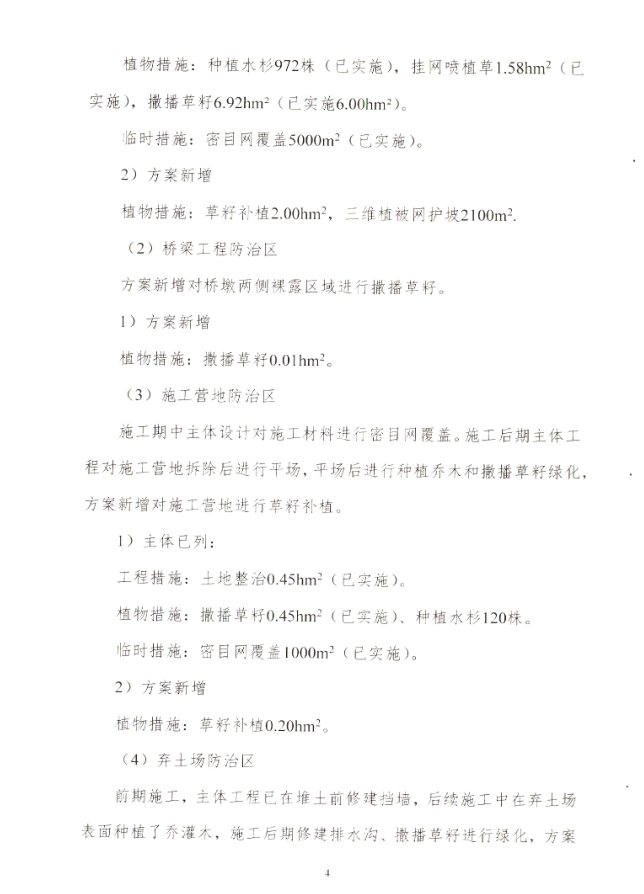 植物措施：种植水杉972株（已实施），挂网喷植草1.58hm²（已
实施），撒播草籽6.92hm²（已实施6.00hm²）。
临时措施：密目网覆盖5000m²（已实施）。
2）方案新增
植物措施：草籽补植2.00hm²，三维植被网护坡2100m².
（2）桥梁工程防治区
方案新增对桥墩两侧裸露区域进行撒播草籽。
1）方案新增
植物措施：撒播草籽0.01hm²。
（3）施工营地防治区
施工期中主体设计对施工材料进行密目网覆盖。施工后期主体工
程对施工营地拆除后进行平场，平场后进行种植乔木和撒播草籽绿化，
方案新增对施工营地进行草籽补植。
1）主体已列：
工程措施：土地整治0.45hm²（已实施）。
植物措施：撒播草籽0.45hm²（已实施）、种植水杉120株。
临时措施：密目网覆盖1000m²（已实施）。
2）方案新增
植物措施：草籽补植0.20hm²。
（4）弃土场防治区
前期施工，主体工程已在堆土前修建挡墙，后续施工中在弃土场
表面种植了乔灌木，施工后期修建排水沟、撒播草籽进行绿化，方案
4